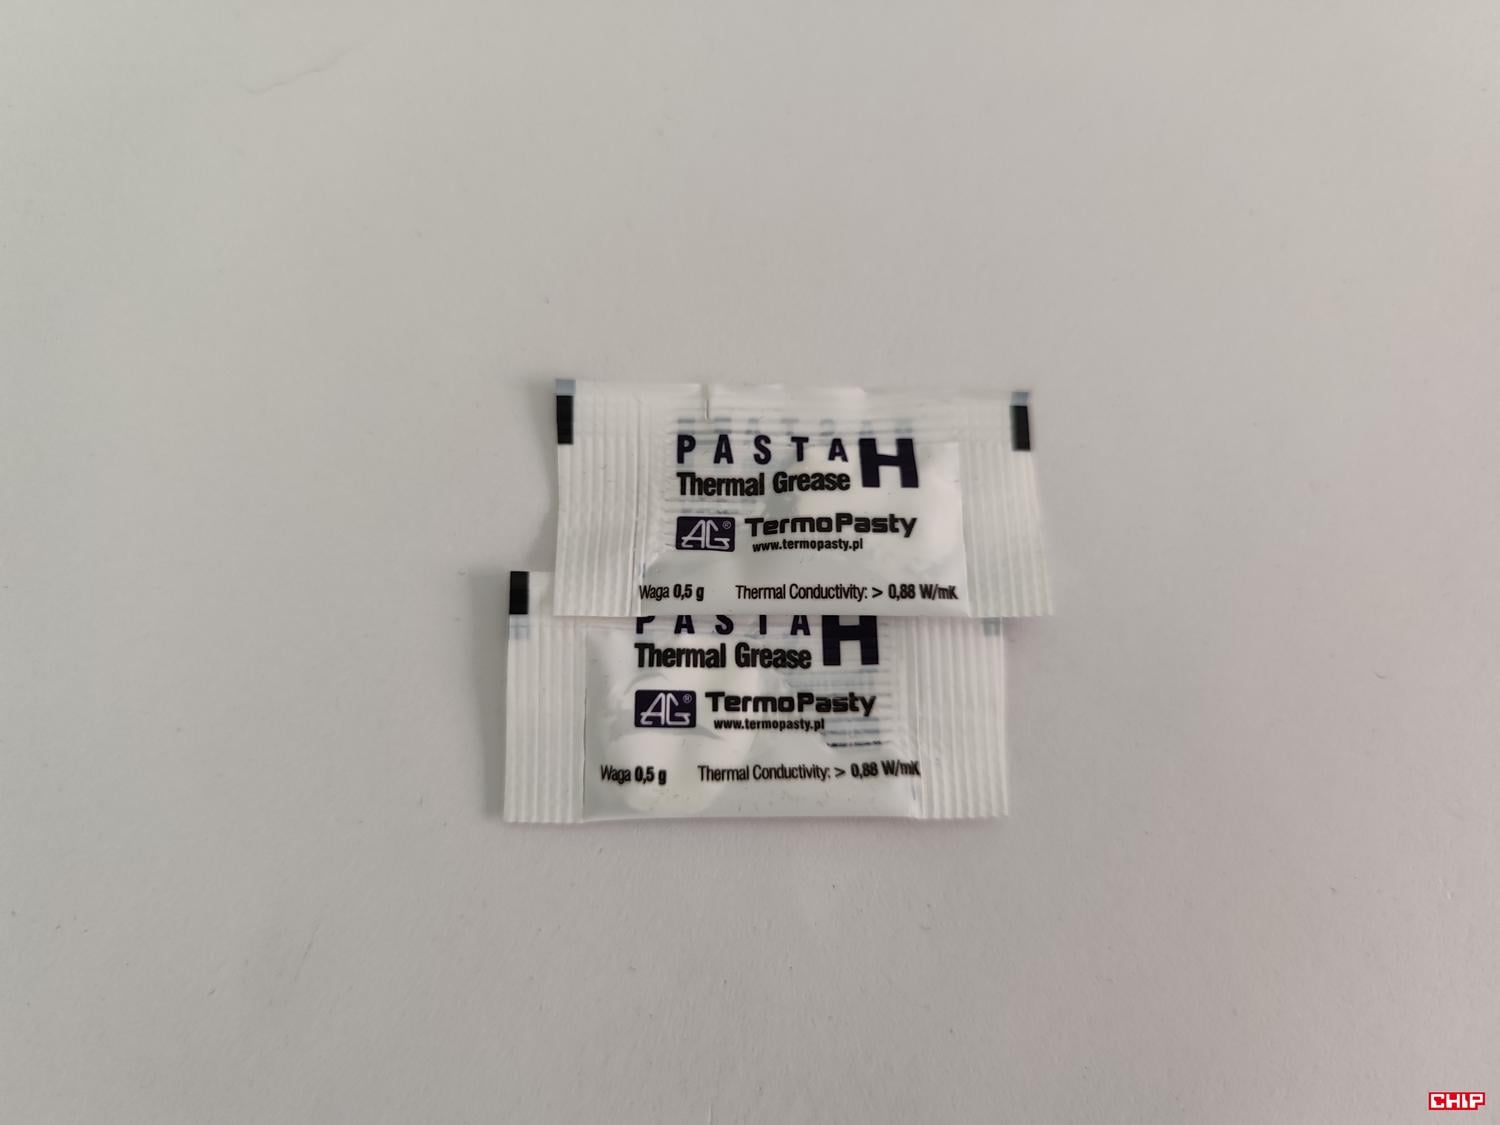 PASTA H
Thermal Grease
AG® TermoPasty
www.termopasty.pl
Waga 0,5 g Thermal Conductivity: > 0,88 W/mK
PASTA H
Thermal Grease
AG® TermoPasty
www.termopasty.pl
Waga 0,5 g Thermal Conductivity: > 0,88 W/mK
CHIP